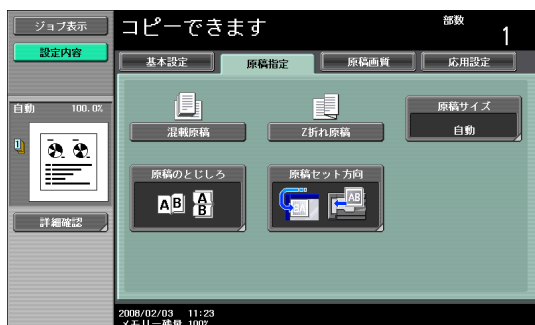 ジョブ表示
設定内容
コピーできます
部数
1
基本設定
原稿指定
原稿画質
応用設定
自動 100.0%
混載原稿
Z折れ原稿
原稿サイズ
自動
原稿のとじしろ
原稿セット方向
AB
A
B
AB
詳細確認
2008/02/03 11:23
メモリー残量 100%